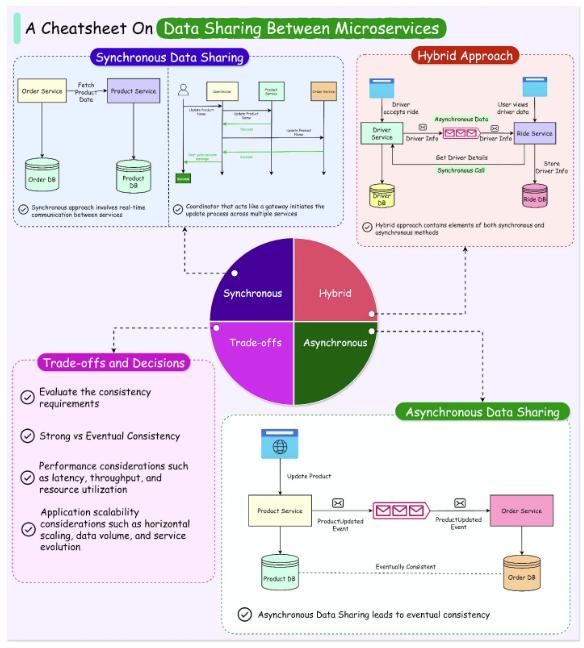 A Cheatsheet On Data Sharing Between Microservices
Synchronous Data Sharing
Order Service
Fetch
Product
Data
Product Service
Order DB
Product
DB
Synchronous approach involves real-time
communication between services
Product
Service
Order Service
Update Product
Name
Update Product
Name
Success
Update Product
Name
Success
Success
Coordinator that acts like a gateway initiates the
update process across multiple services
Hybrid Approach
Driver
accepts ride
User views
driver data
Asynchronous Data
Driver
Service
Driver Info
Driver Info
Ride Service
Get Driver Details
Synchronous Call
Store
Driver Info
Driver
DB
Ride DB
Hybrid approach contains elements of both synchronous and
asynchronous methods
Synchronous
Hybrid
Trade-offs
Asynchronous
Trade-offs and Decisions
Evaluate the consistency
requirements
Strong vs Eventual Consistency
Performance considerations such
as latency, throughput, and
resource utilization
Application scalability
considerations such as horizontal
scaling, data volume, and service
evolution
Asynchronous Data Sharing
Update Product
Product Service
ProductUpdated
Event
ProductUpdated
Event
Order Service
Product DB
Eventually Consistent
Order DB
Asynchronous Data Sharing leads to eventual consistency